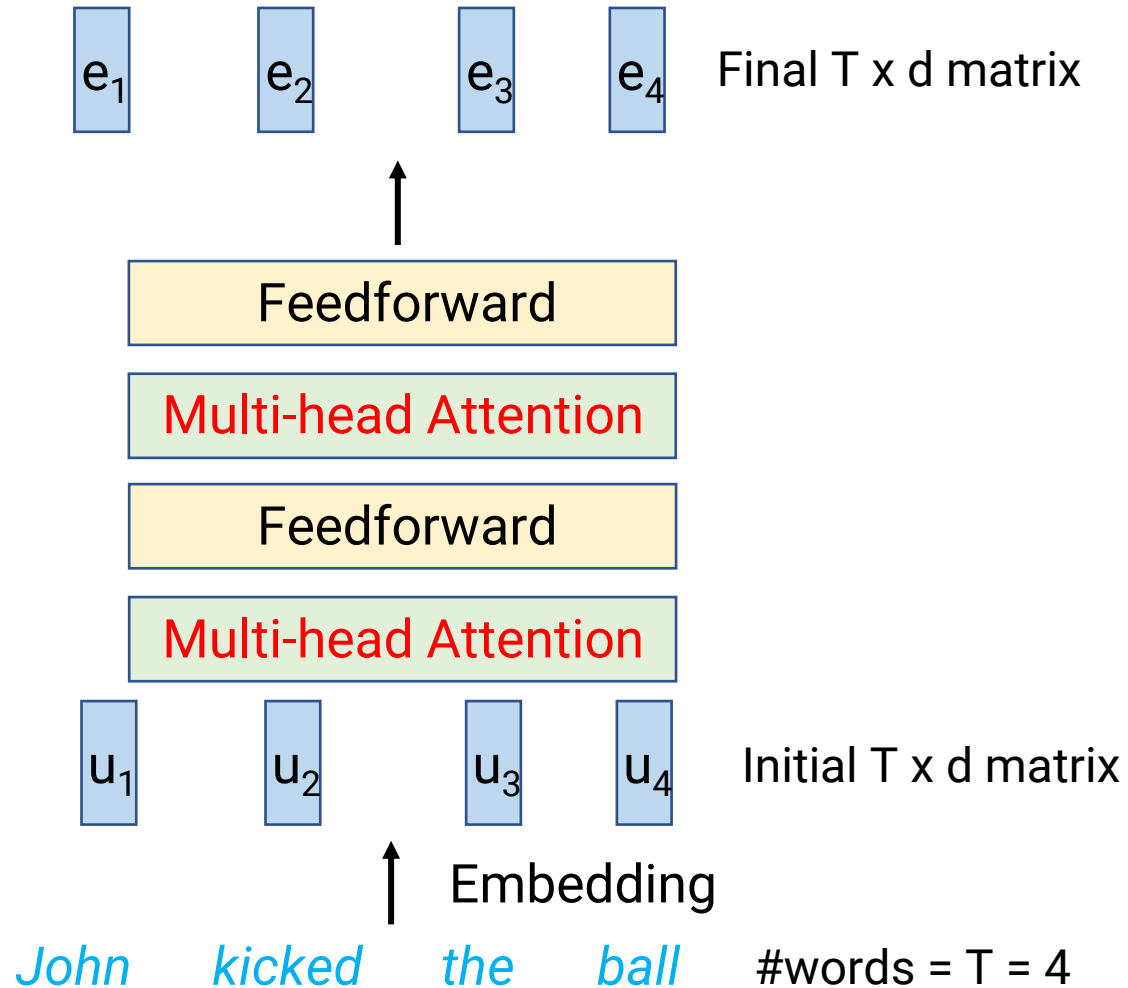 e₁ e₂ e₃ e₄ Final T x d matrix
Feedforward
Multi-head Attention
Feedforward
Multi-head Attention
u₁ u₂ u₃ u₄ Initial T x d matrix
Embedding
John kicked the ball #words = T = 4